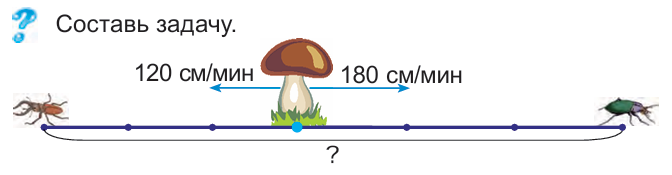 ? Составь задачу.
120 см/мин 180 см/мин
?